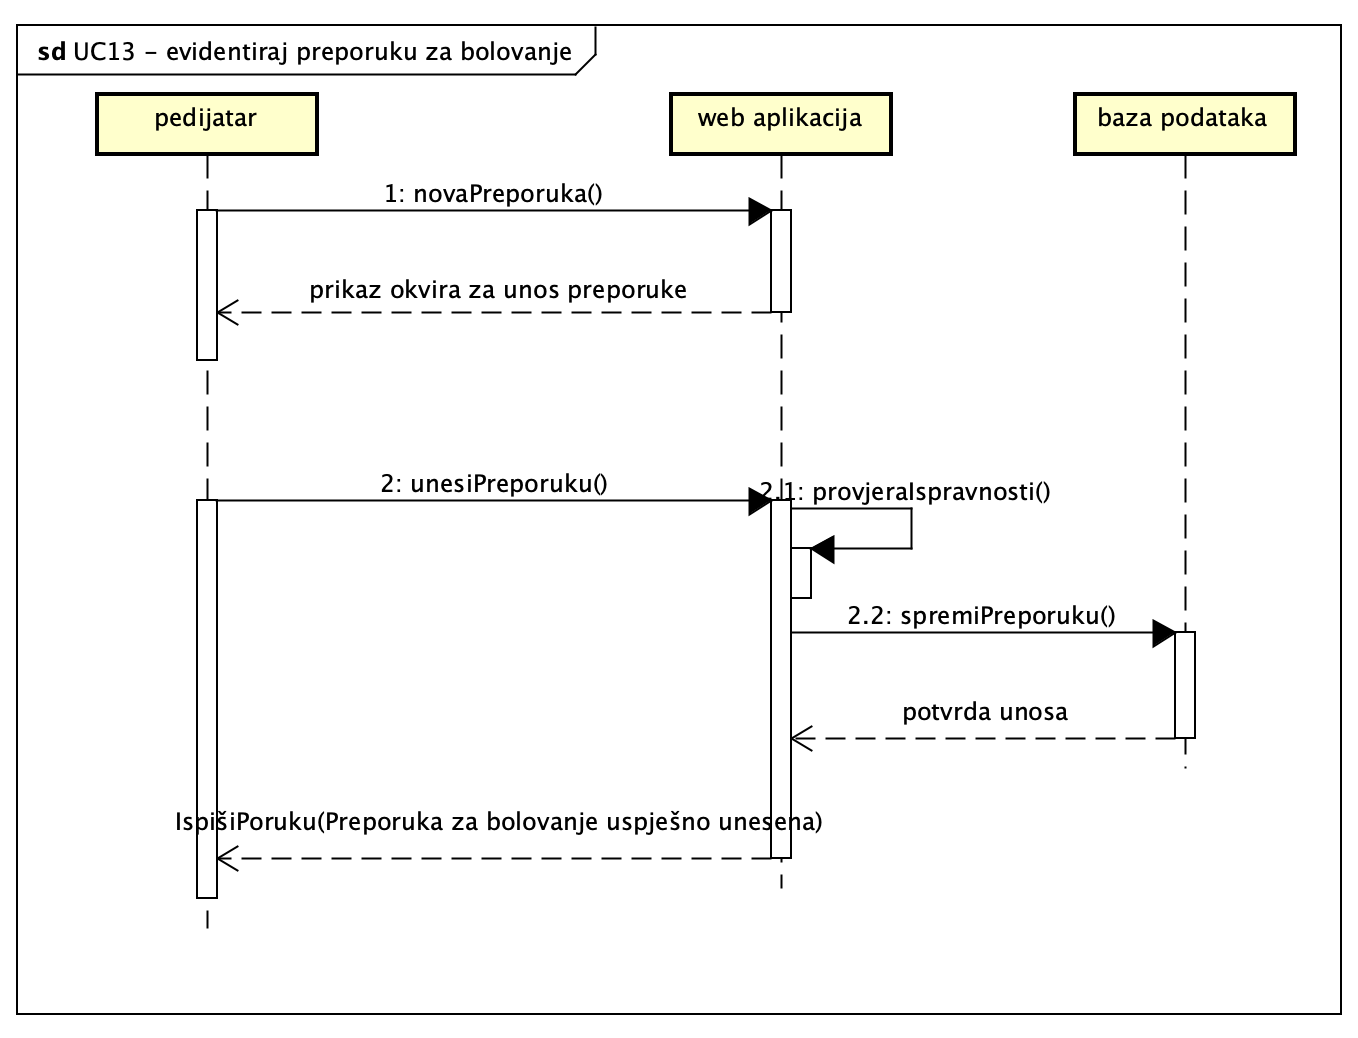 sd UC13 – evidentiraj preporuku za bolovanje
pedijatar
web aplikacija
baza podataka
1: novaPreporuka()
prikaz okvira za unos preporuke
2: unesiPreporuku()
2.1: provjeraIspravnosti()
2.2: spremiPreporuku()
potvrda unosa
IspišiPoruku(Preporuka za bolovanje uspješno unesena)